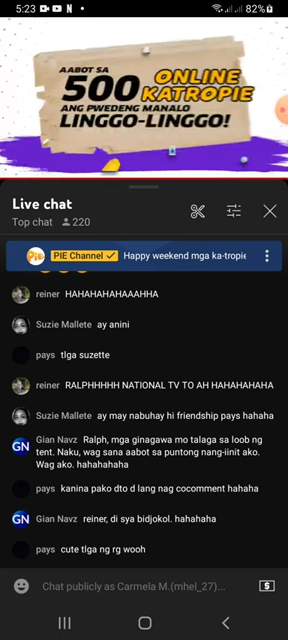 5:23
82%
AABOT SA
500 ONLINE
KATROPIE
ANG PWEDENG MANALO
LINGGO-LINGGO!
Live chat
Top chat 220
PIE PIE Channel Happy weekend mga ka-tropie
reiner HAHAHAHAHAAAHHA
Suzie Mallete ay anini
pays tlga suzette
reiner RALPHHHHH NATIONAL TV TO AH HAHAHAHAHA
Suzie Mallete ay may nabuhay hi friendship pays hahaha
GN Gian Navz Ralph, mga ginagawa mo talaga sa loob ng
tent. Naku, wag sana aabot sa puntong nang-iinit ako.
Wag ako. hahahahaha
pays kanina pako dto d lang nag cocomment hahaha
GN Gian Navz reiner, di sya bidjokol. hahahaha
pays cute tlga ng rg wooh
Chat publicly as Carmela M.(mhel_27)...